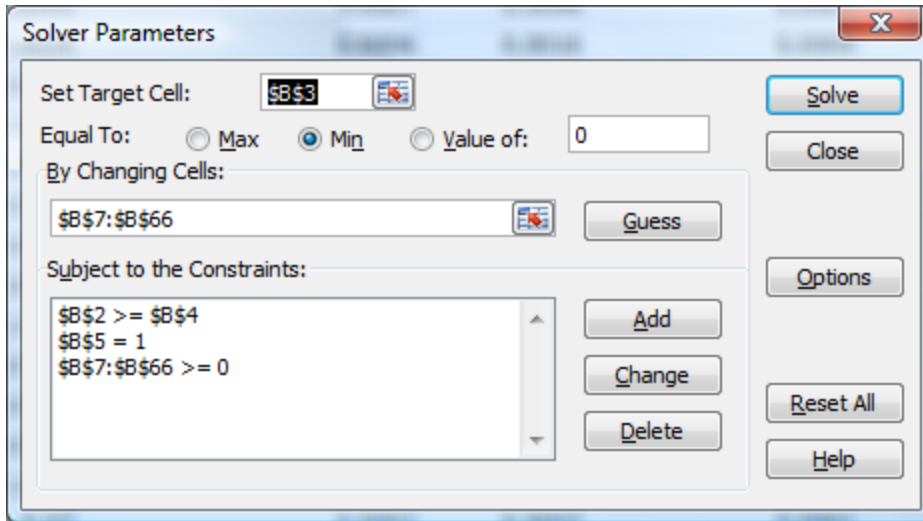 Solver Parameters
Set Target Cell: $B$3
Solve
Equal To: Max Min Value of: 0
Close
By Changing Cells:
$B$7:$B$66
Guess
Subject to the Constraints:
Options
$B$2 >= $B$4
$B$5 = 1
$B$7:$B$66 >= 0
Add
Change
Reset All
Delete
Help